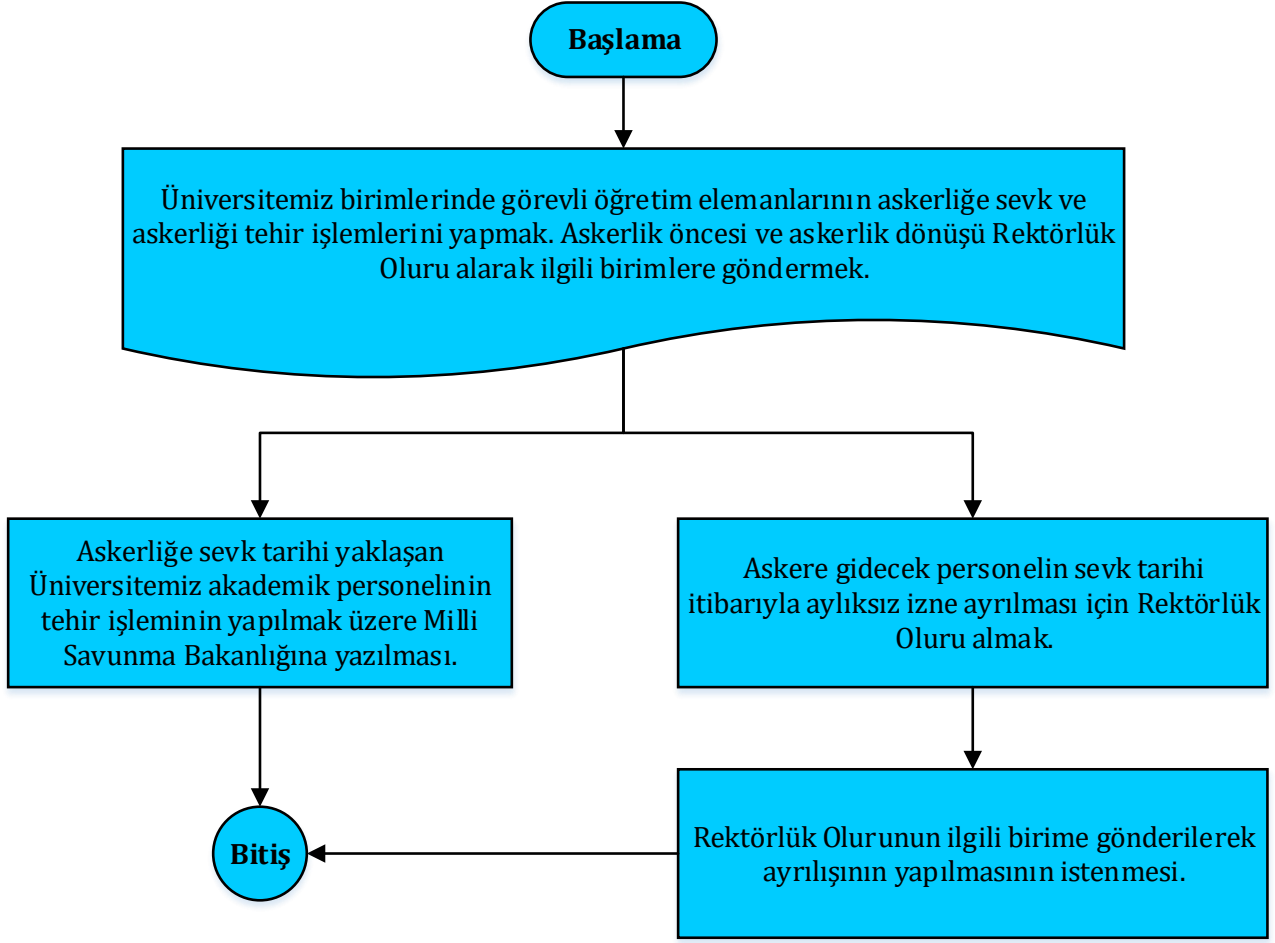 Başlama
Üniversitemiz birimlerinde görevli öğretim elemanlarının askerliğe sevk ve
askerliği tehir işlemlerini yapmak. Askerlik öncesi ve askerlik dönüşü Rektörlük
Oluru alarak ilgili birimlere göndermek.
Askerliğe sevk tarihi yaklaşan
Üniversitemiz akademik personelinin
tehir işleminin yapılmak üzere Milli
Savunma Bakanlığına yazılması.
Askere gidecek personelin sevk tarihi
itibarıyla aylıksız izne ayrılması için Rektörlük
Oluru almak.
Rektörlük Olurunun ilgili birime gönderilerek
ayrılışının yapılmasının istenmesi.
Bitiş